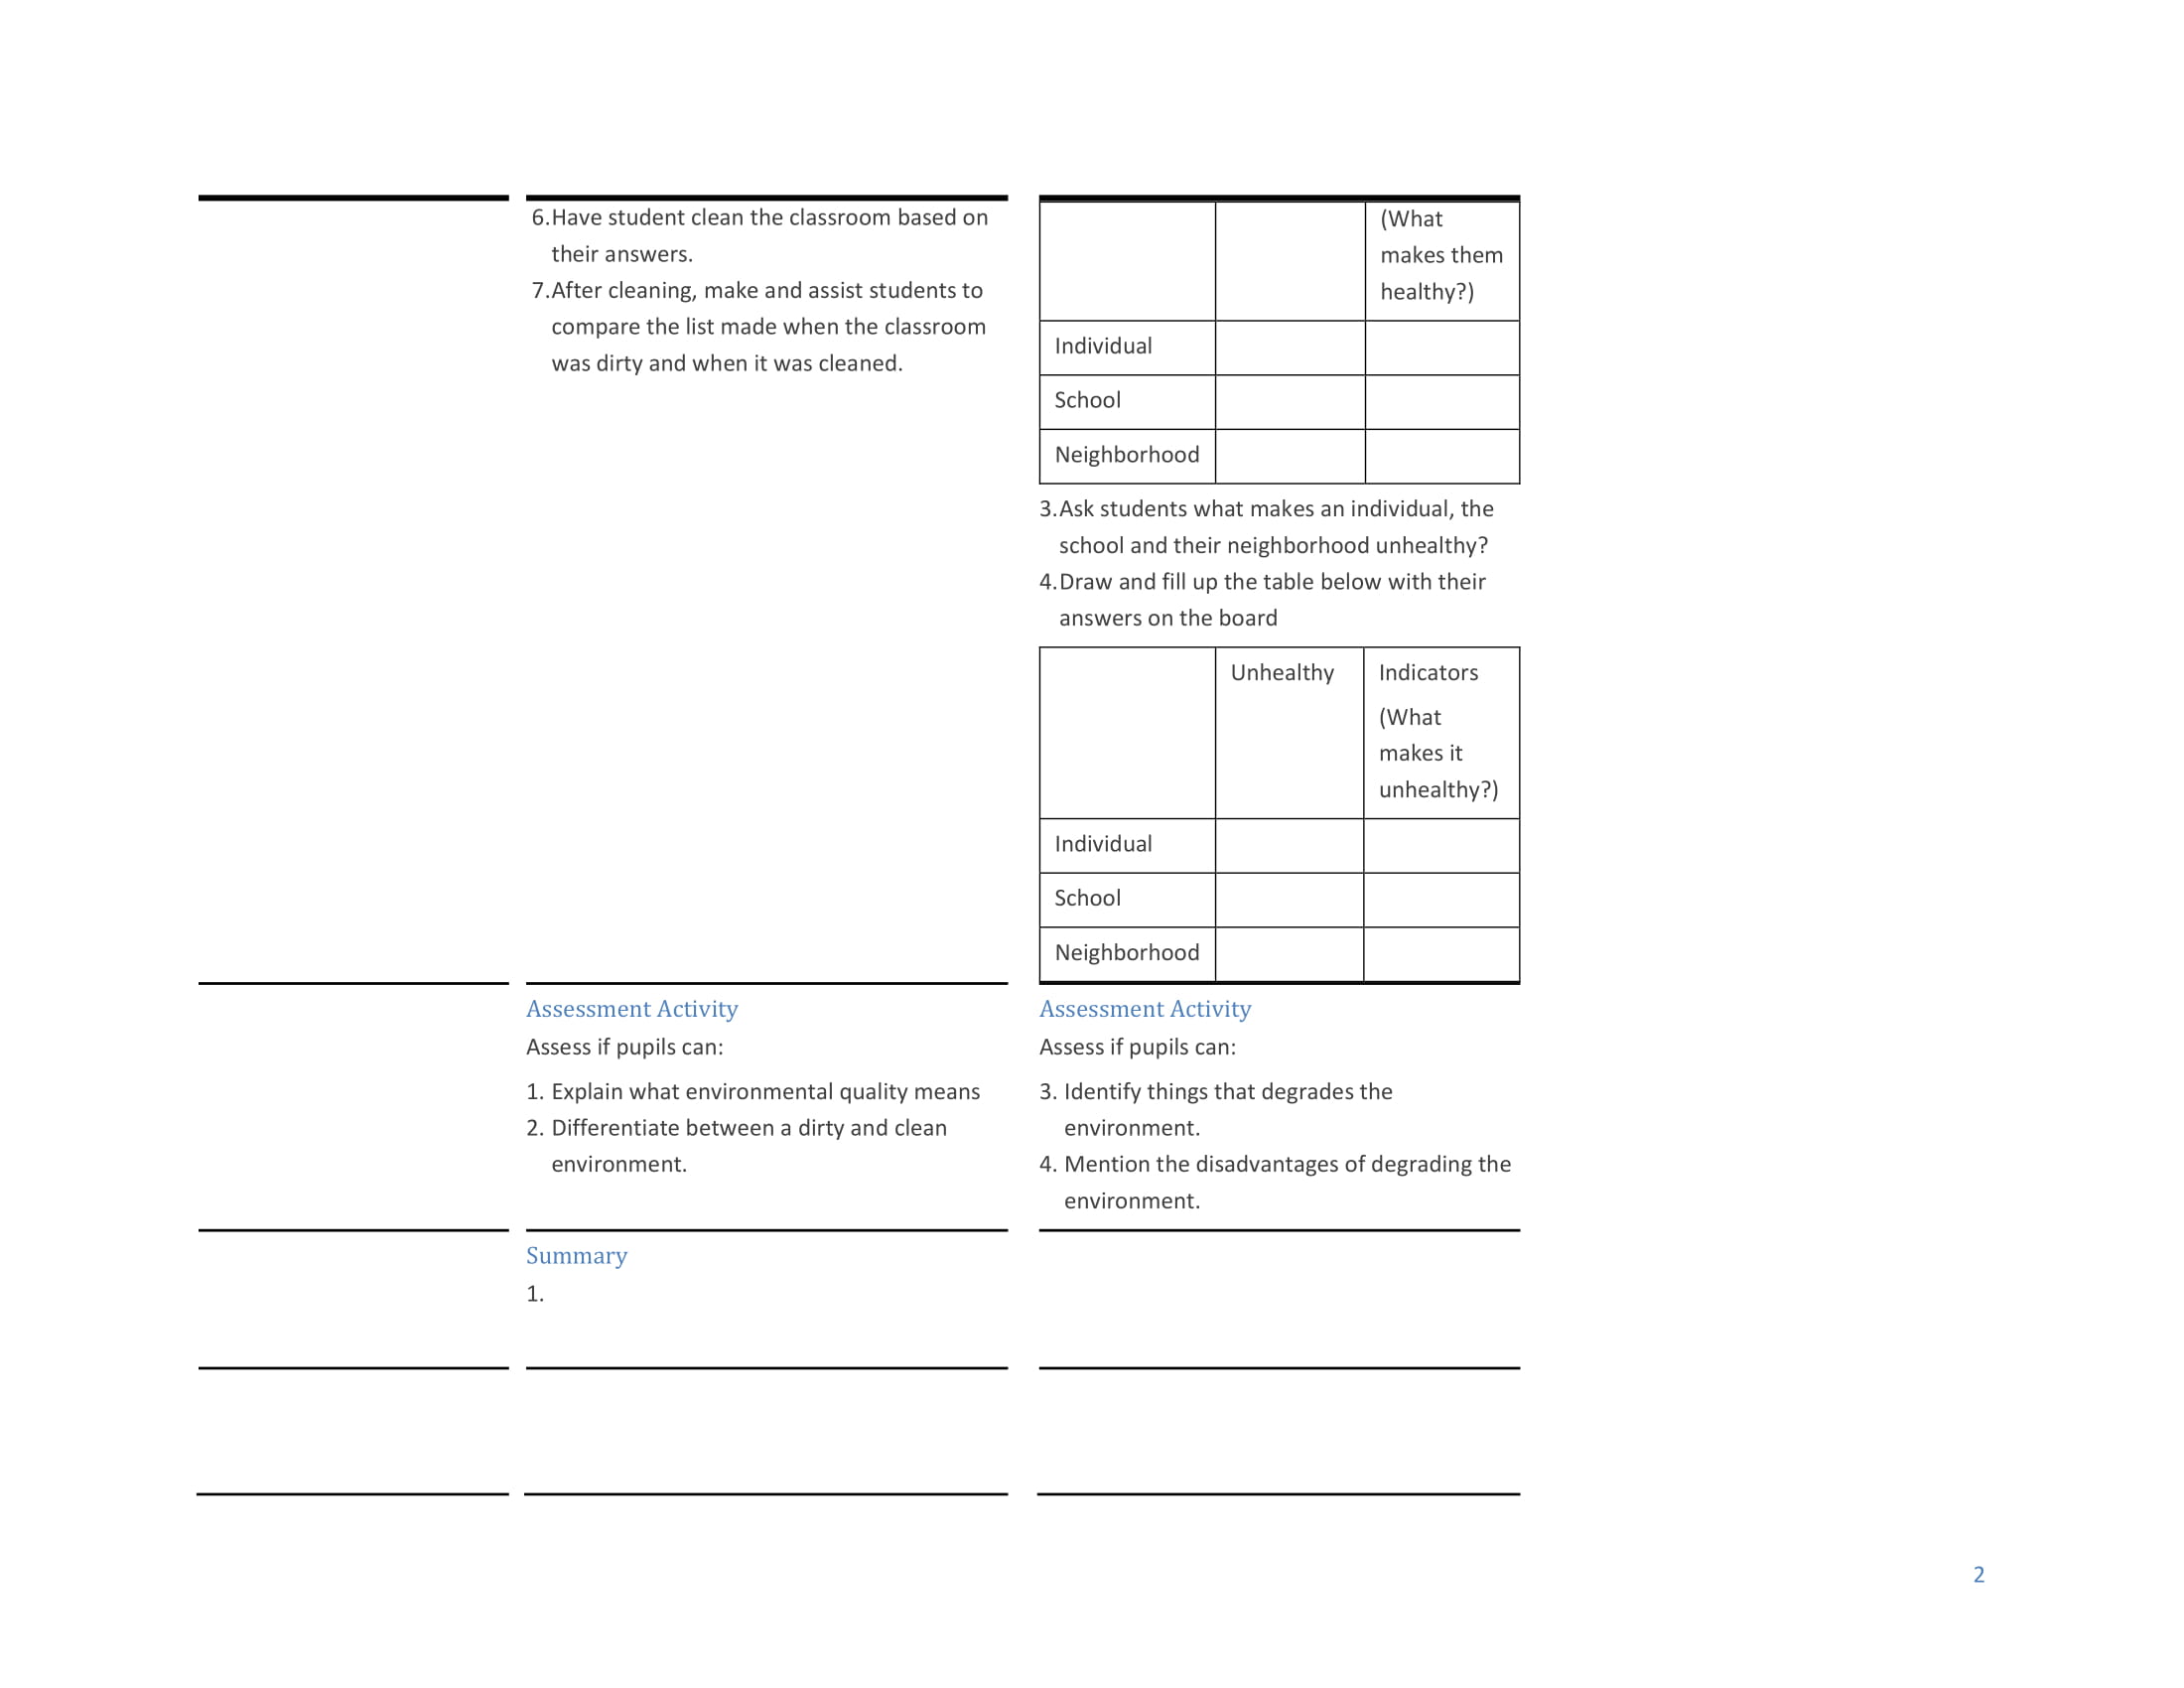 6.Have student clean the classroom based on
their answers.
7.After cleaning, make and assist students to
compare the list made when the classroom
was dirty and when it was cleaned.
(What
makes them
healthy?)
Individual
School
Neighborhood
3.Ask students what makes an individual, the
school and their neighborhood unhealthy?
4.Draw and fill up the table below with their
answers on the board
Unhealthy
Indicators
(What
makes it
unhealthy?)
Individual
School
Neighborhood
Assessment Activity
Assess if pupils can:
1. Explain what environmental quality means
2. Differentiate between a dirty and clean
environment.
Assessment Activity
Assess if pupils can:
3. Identify things that degrades the
environment.
4. Mention the disadvantages of degrading the
environment.
Summary
1.
2